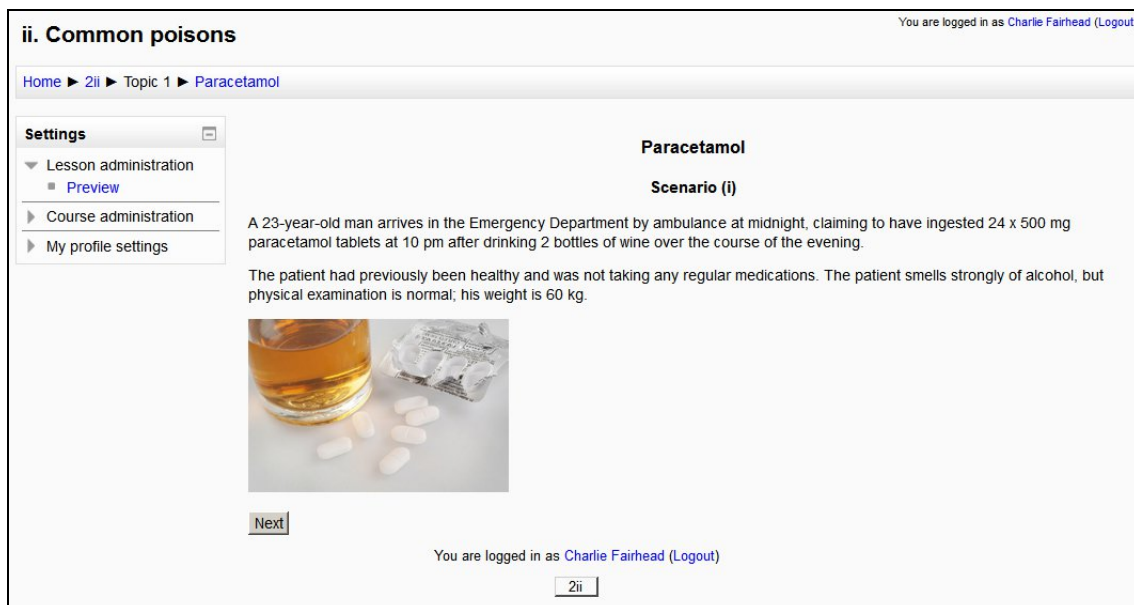 ii. Common poisons
You are logged in as Charlie Fairhead (Logout
Home ► 2ii ► Topic 1 ► Paracetamol
Settings
Lesson administration
Preview
Course administration
My profile settings
Paracetamol
Scenario (i)
A 23-year-old man arrives in the Emergency Department by ambulance at midnight, claiming to have ingested 24 x 500 mg
paracetamol tablets at 10 pm after drinking 2 bottles of wine over the course of the evening.
The patient had previously been healthy and was not taking any regular medications. The patient smells strongly of alcohol, but
physical examination is normal; his weight is 60 kg.
Next
You are logged in as Charlie Fairhead (Logout)
2ii